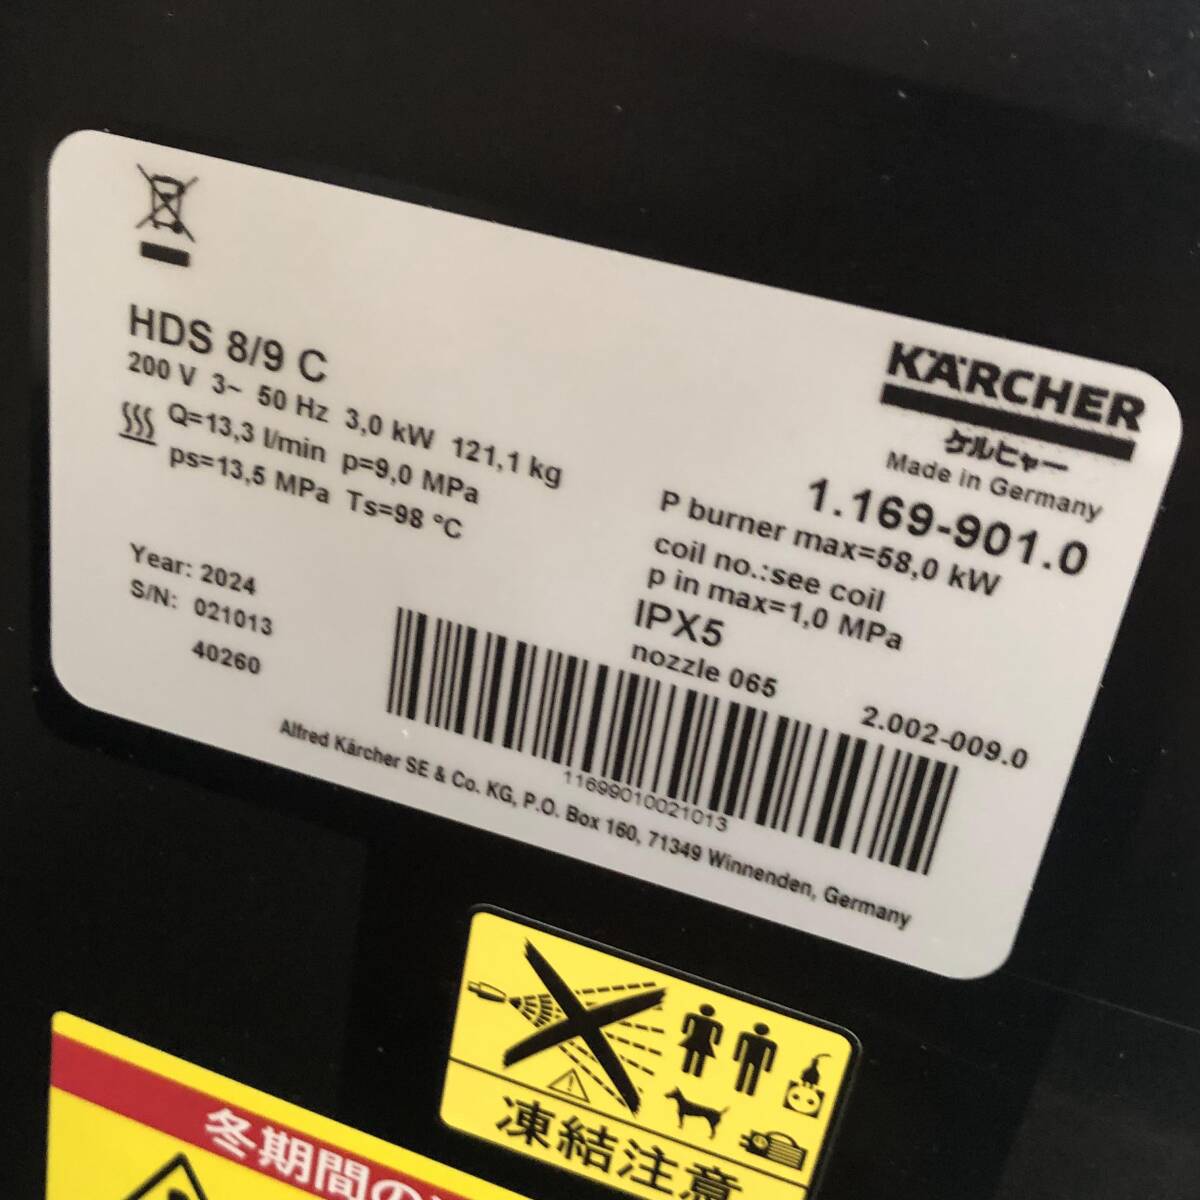 HDS 8/9 C
200 V 3~ 50 Hz 3,0 kW 121,1 kg
Q=13,3 l/min p=9,0 MPa
ps=13,5 MPa Ts=98 °C
Year: 2024
S/N: 021013
40260
KÄRCHER
ケルヒャー
Made in Germany
1.169-901.0
P burner max=58,0 kW
coil no.:see coil
p in max=1,0 MPa
IPX5
nozzle 065
2.002-009.0
11699010021013
Alfred Kärcher SE & Co. KG, P.O. Box 160, 71349 Winnenden, Germany
凍結注意
冬期間の